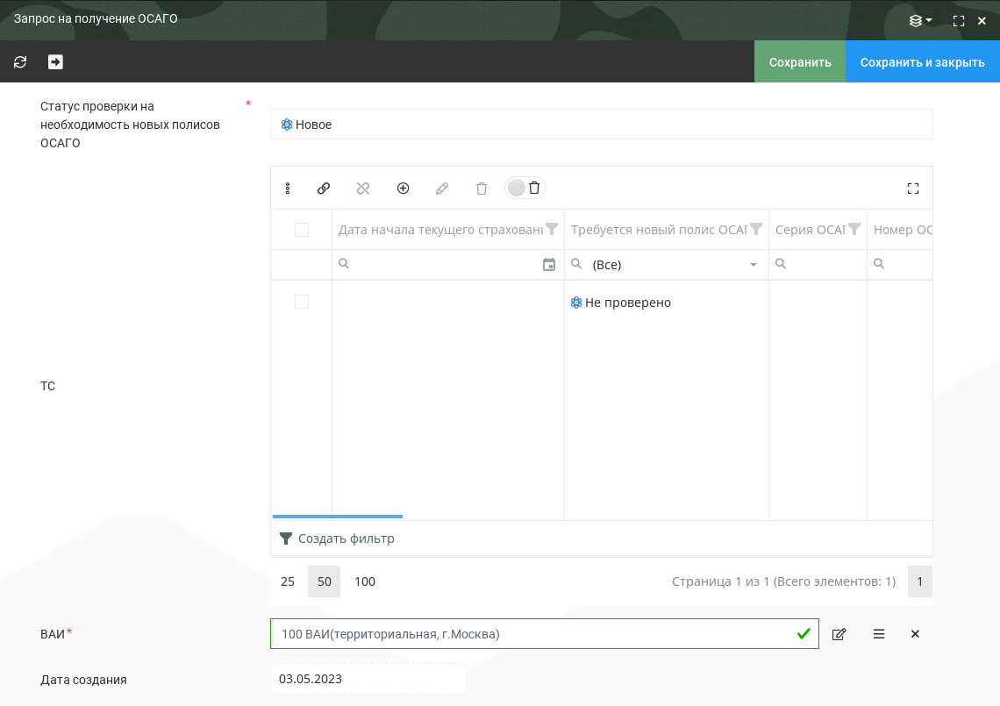 Запрос на получение ОСАГО
Сохранить
Сохранить и закрыть
Статус проверки на
необходимость новых полисов
ОСАГО
*
Новое
Дата начала текущего страховани
Требуется новый полис ОСАГ
Серия ОСАГ
Номер ОС
(Все)
Не проверено
ТС
Создать фильтр
25 50 100
Страница 1 из 1 (Всего элементов: 1) 1
ВАИ*
100 ВАИ(территориальная, г.Москва)
Дата создания
03.05.2023